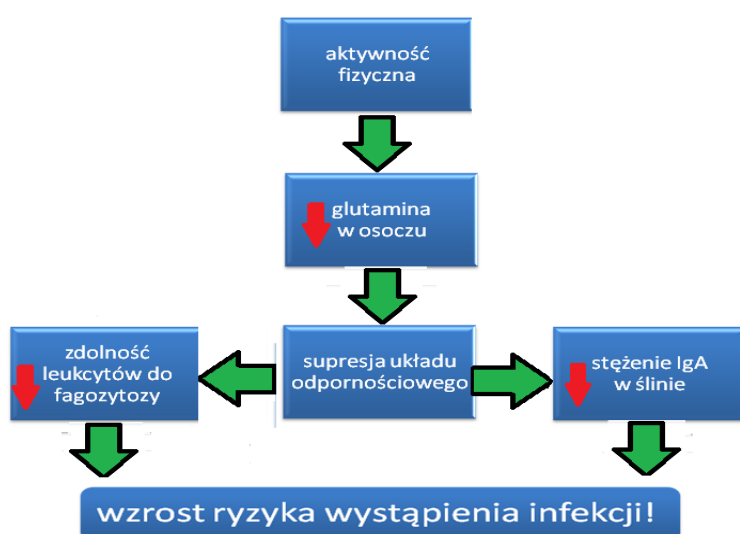 aktywność
fizyczna
glutamina
w osoczu
zdolność
leukcytów do
fagozytozy
supresja układu
odpornościowego
stężenie IgA
w ślinie
wzrost ryzyka wystąpienia infekcji!